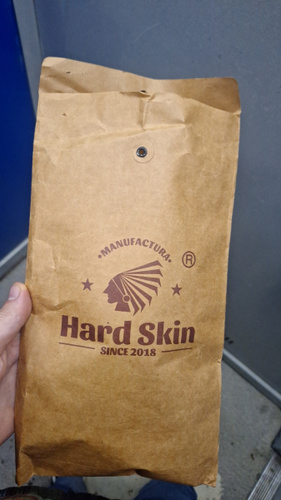 •MANUFACTURA•
®
Hard Skin
SINCE 2018